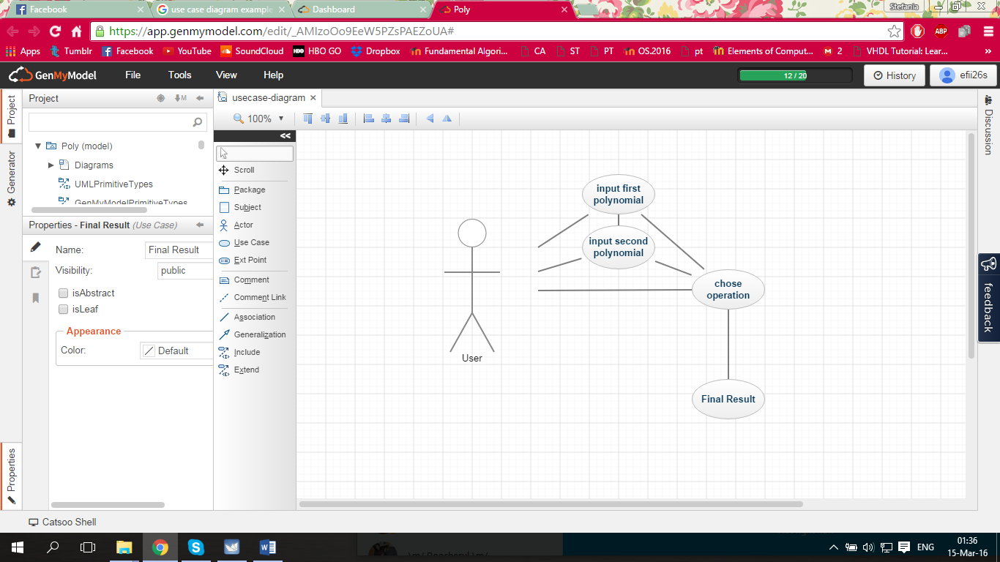 Facebook
use case diagram example
Dashboard
Poly
Stefania
https://app.genmymodel.com/edit/_AMIzoOo9EeW5PZsPAEZoUA#
ABP
Apps
Tumblr
Facebook
YouTube
SoundCloud
HBO GO
Dropbox
Fundamental Algori...
CA
ST
PT
OS.2016
pt
Elements of Comput...
M 2
VHDL Tutorial: Lear...
»
GenMyModel
File
Tools
View
Help
12 / 20
History
efii26s
Project
Generator
Properties
Project
M
Poly (model)
Diagrams
UMLPrimitiveTypes
GenMyModelPrimitiveTypes
Properties - Final Result (Use Case)
Name:
Final Result
Visibility:
public
isAbstract
isLeaf
Appearance
Color:
Default
usecase-diagram
100%
<<
Scroll
Package
Subject
Actor
Use Case
Ext Point
Comment
Comment Link
Association
Generalization
Include
Extend
input first
polynomial
input second
polynomial
chose
operation
User
Final Result
Discussion
feedback
Catsoo Shell
ENG
01:36
15-Mar-16